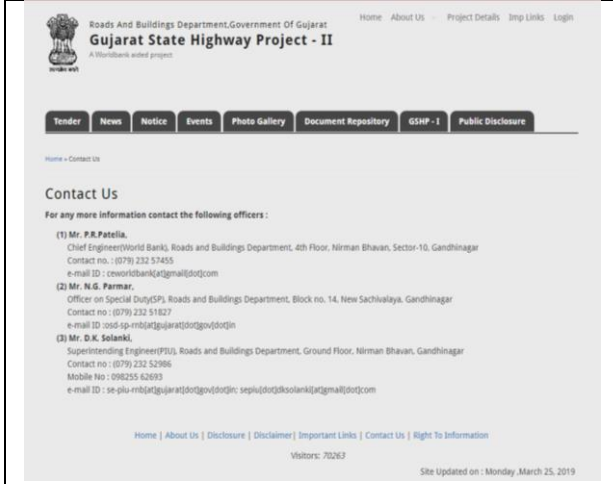 Roads And Buildings Department,Government Of Gujarat
Home About Us Project Details Imp Links Login
Gujarat State Highway Project - II
A Worldbank aided project
Tender News Notice Events Photo Gallery Document Repository GSHP - I Public Disclosure
Home » Contact Us
Contact Us
For any more information contact the following officers :
(1) Mr. P.R.Patelia,
Chief Engineer(World Bank), Roads and Buildings Department, 4th Floor, Nirman Bhavan, Sector-10, Gandhinagar
Contact no. : (079) 232 57455
e-mail ID : ceworldbank[at]gmail[dot]com
(2) Mr. N.G. Parmar,
Officer on Special Duty(SP), Roads and Buildings Department, Block no. 14, New Sachivalaya, Gandhinagar
Contact no : (079) 232 51827
e-mail ID :osd-sp-rnb[at]gujarat[dot]gov[dot]in
(3) Mr. D.K. Solanki,
Superintending Engineer(PIU), Roads and Buildings Department, Ground Floor, Nirman Bhavan, Gandhinagar
Contact no : (079) 232 52986
Mobile No : 098255 62693
e-mail ID : se-piu-rnb[at]gujarat[dot]gov[dot]in; sepiu[dot]dksolanki[at]gmail[dot]com
Home | About Us | Disclosure | Disclaimer| Important Links | Contact Us | Right To Information
Visitors: 70263
Site Updated on : Monday ,March 25, 2019